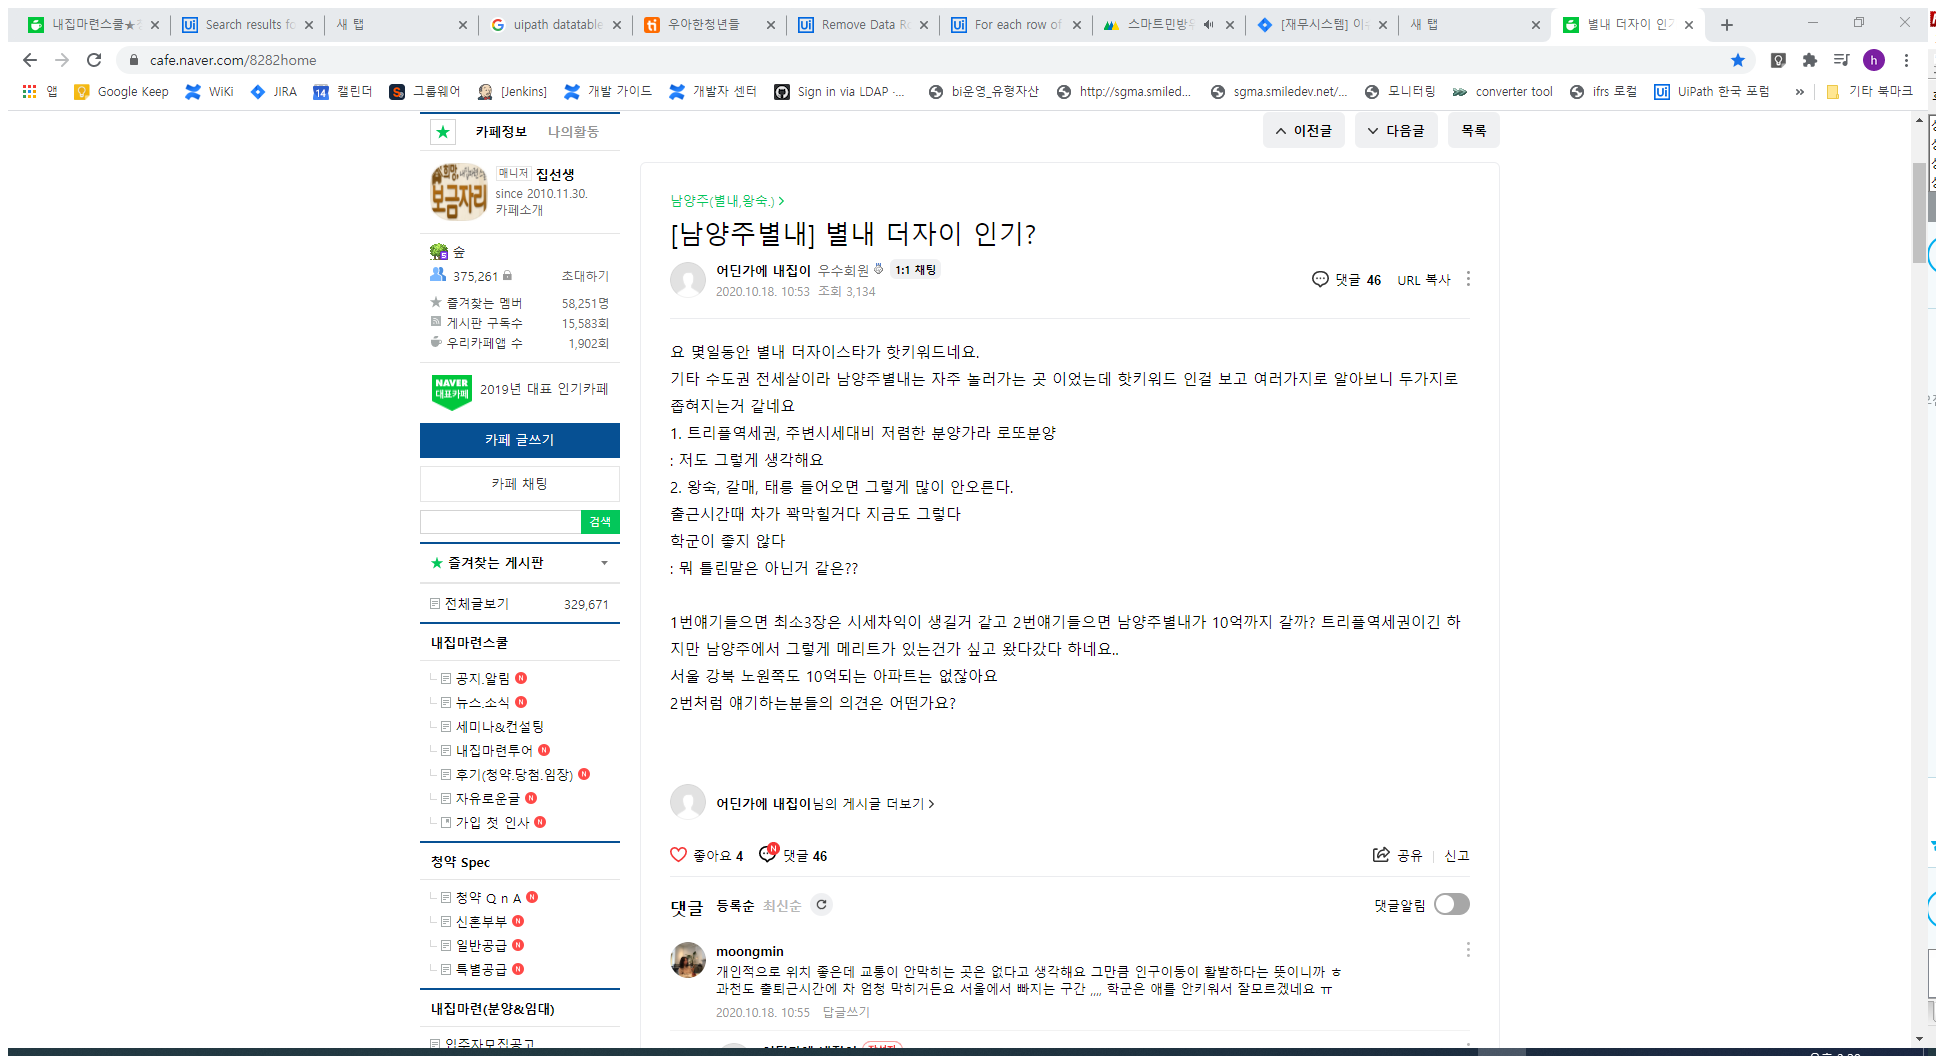 내집마련스쿨★
Search results fo
새 탭
uipath datatable
우아한청년들
Remove Data Ro
For each row of
스마트민방위
[재무시스템] 이슈
새 탭
별내 더자이 인기
cafe.naver.com/8282home
h
앱
Google Keep
WiKi
JIRA
14
캘린더
그룹웨어
[Jenkins]
개발 가이드
개발자 센터
Sign in via LDAP -...
bi운영_유형자산
http://sgma.smiled...
sgma.smiledev.net/...
모니터링
converter tool
ifrs 로컬
UiPath 한국 포럼
»
기타 북마크
카페정보
나의활동
이전글
다음글
목록
희망, 내집마련
보금자리
매니저 집선생
since 2010.11.30.
카페소개
숲
375,261
초대하기
즐겨찾는 멤버 58,251명
게시판 구독수 15,583회
우리카페앱 수 1,902회
NAVER
대표카페
2019년 대표 인기카페
카페 글쓰기
카페 채팅
검색
★ 즐겨찾는 게시판
전체글보기 329,671
내집마련스쿨
공지.알림 N
뉴스.소식 N
세미나&컨설팅
내집마련투어 N
후기(청약.당첨.임장) N
자유로운글 N
가입 첫 인사 N
청약 Spec
청약 Q n A N
신혼부부 N
일반공급 N
특별공급 N
내집마련(분양&임대)
입주자모집공고
남양주(별내,왕숙.) >
[남양주별내] 별내 더자이 인기?
어딘가에 내집이 우수회원 1:1 채팅
2020.10.18. 10:53 조회 3,134
댓글 46 URL 복사
요 몇일동안 별내 더자이스타가 핫키워드네요.
기타 수도권 전세살이라 남양주별내는 자주 놀러가는 곳 이었는데 핫키워드 인걸 보고 여러가지로 알아보니 두가지로
좁혀지는거 같네요
1. 트리플역세권, 주변시세대비 저렴한 분양가라 로또분양
: 저도 그렇게 생각해요
2. 왕숙, 갈매, 태릉 들어오면 그렇게 많이 안오른다.
출근시간때 차가 꽉막힐거다 지금도 그렇다
학군이 좋지 않다
: 뭐 틀린말은 아닌거 같은??
1번얘기들으면 최소3장은 시세차익이 생길거 같고 2번얘기들으면 남양주별내가 10억까지 갈까? 트리플역세권이긴 하
지만 남양주에서 그렇게 메리트가 있는건가 싶고 왔다갔다 하네요..
서울 강북 노원쪽도 10억되는 아파트는 없잖아요
2번처럼 얘기하는분들의 의견은 어떤가요?
어딘가에 내집이님의 게시글 더보기 >
좋아요 4 댓글 46
공유 | 신고
댓글 등록순 최신순
댓글알림
moongmin
개인적으로 위치 좋은데 교통이 안막히는 곳은 없다고 생각해요 그만큼 인구이동이 활발하다는 뜻이니까 ㅎ
과천도 출퇴근시간에 차 엄청 막히거든요 서울에서 빠지는 구간 ,,,, 학군은 애를 안키워서 잘모르겠네요 ㅠ
2020.10.18. 10:55 답글쓰기